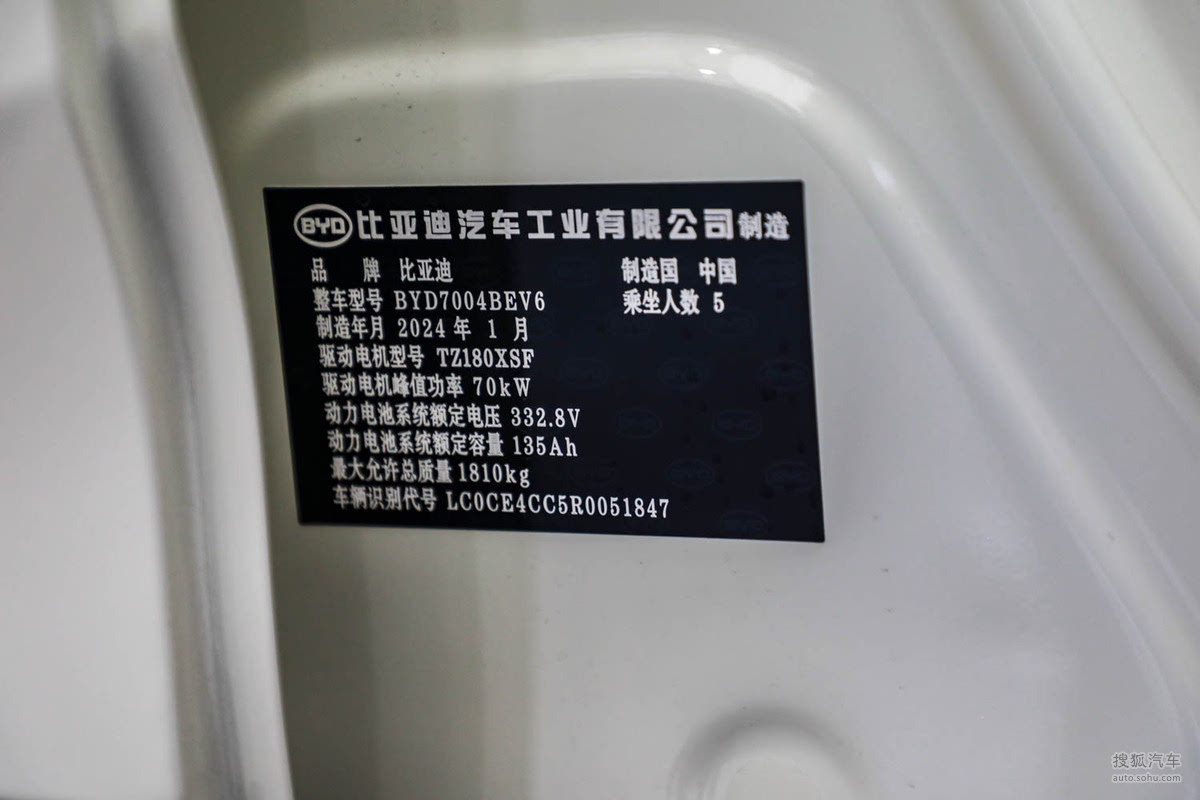 BYD 比亚迪汽车工业有限公司 制造
品 牌 比亚迪 制造国 中国
整车型号 BYD7004BEV6 乘坐人数 5
制造年月 2024 年 1 月
驱动电机型号 TZ180XSF
驱动电机峰值功率 70kW
动力电池系统额定电压 332.8V
动力电池系统额定容量 135Ah
最大允许总质量 1810kg
车辆识别代号 LC0CE4CC5R0051847
搜狐汽车
auto.sohu.com